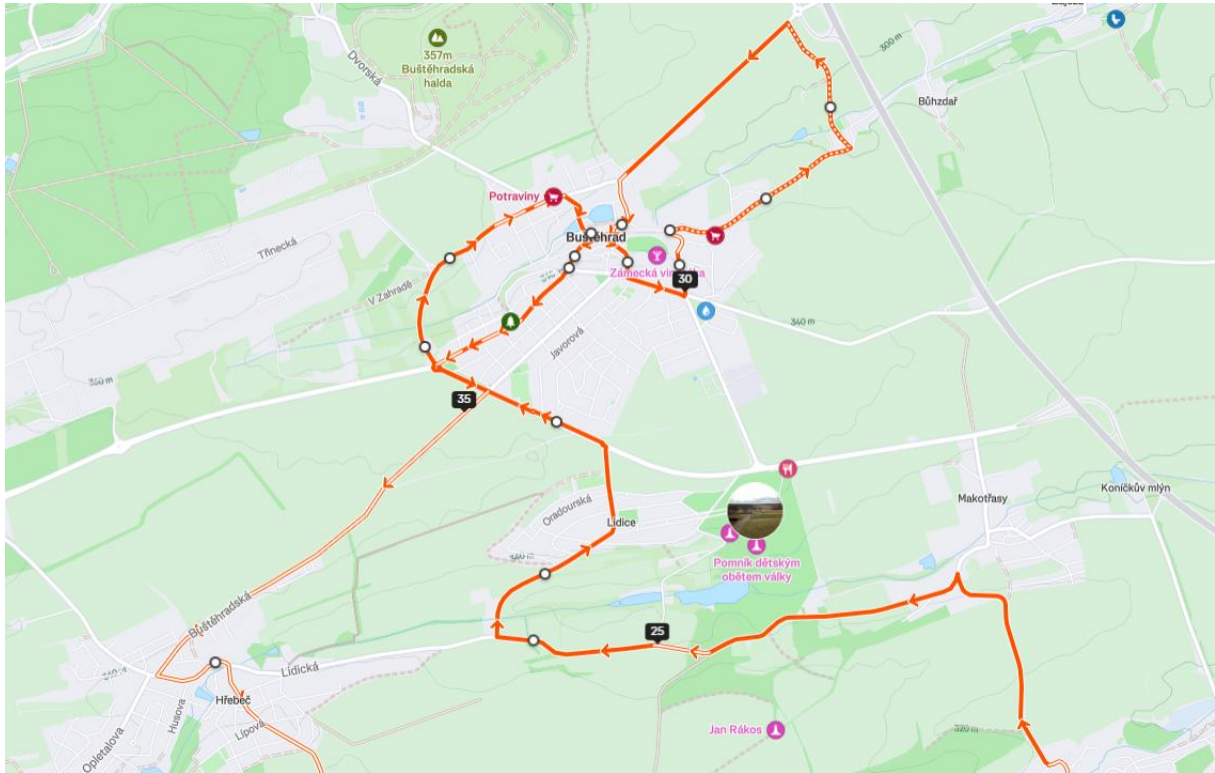 300 m
357m
Buštěhradská
halda
Dvorská
Bůhzdař
Potraviny
Třinecká
Buštěhrad
V Zahradě
30
340 m
Javorová
350 m
35
Makotřasy
Koníčkův mlýn
Oradourská
Lidice
340 m
Pomník dětským
obětem války
Buštěhradská
25
Lidická
Hřebeč
Husova
Lípová
Opletalova
Jan Rákos
320 m